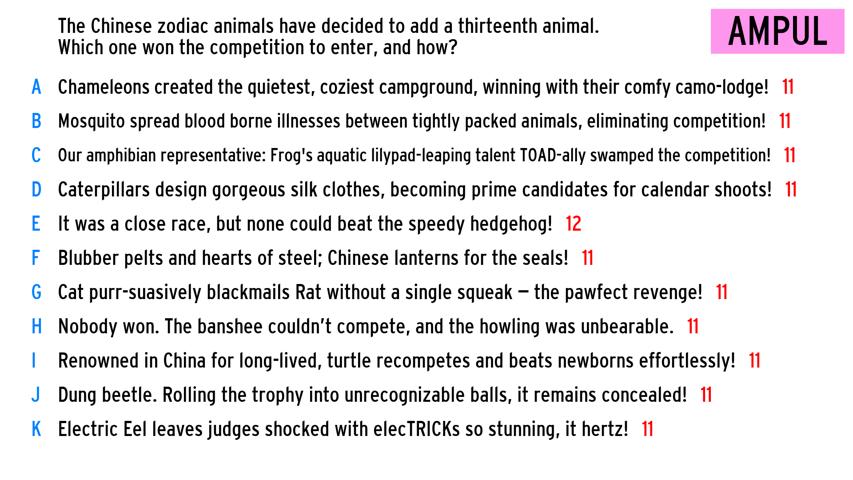 The Chinese zodiac animals have decided to add a thirteenth animal.
Which one won the competition to enter, and how?
AMPUL
A Chameleons created the quietest, coziest campground, winning with their comfy camo-lodge! 11
B Mosquito spread blood borne illnesses between tightly packed animals, eliminating competition! 11
C Our amphibian representative: Frog's aquatic lilypad-leaping talent TOAD-ally swamped the competition! 11
D Caterpillars design gorgeous silk clothes, becoming prime candidates for calendar shoots! 11
E It was a close race, but none could beat the speedy hedgehog! 12
F Blubber pelts and hearts of steel; Chinese lanterns for the seals! 11
G Cat purr-suasively blackmails Rat without a single squeak – the pawfect revenge! 11
H Nobody won. The banshee couldn’t compete, and the howling was unbearable. 11
I Renowned in China for long-lived, turtle recompetes and beats newborns effortlessly! 11
J Dung beetle. Rolling the trophy into unrecognizable balls, it remains concealed! 11
K Electric Eel leaves judges shocked with elecTRICKs so stunning, it hertz! 11